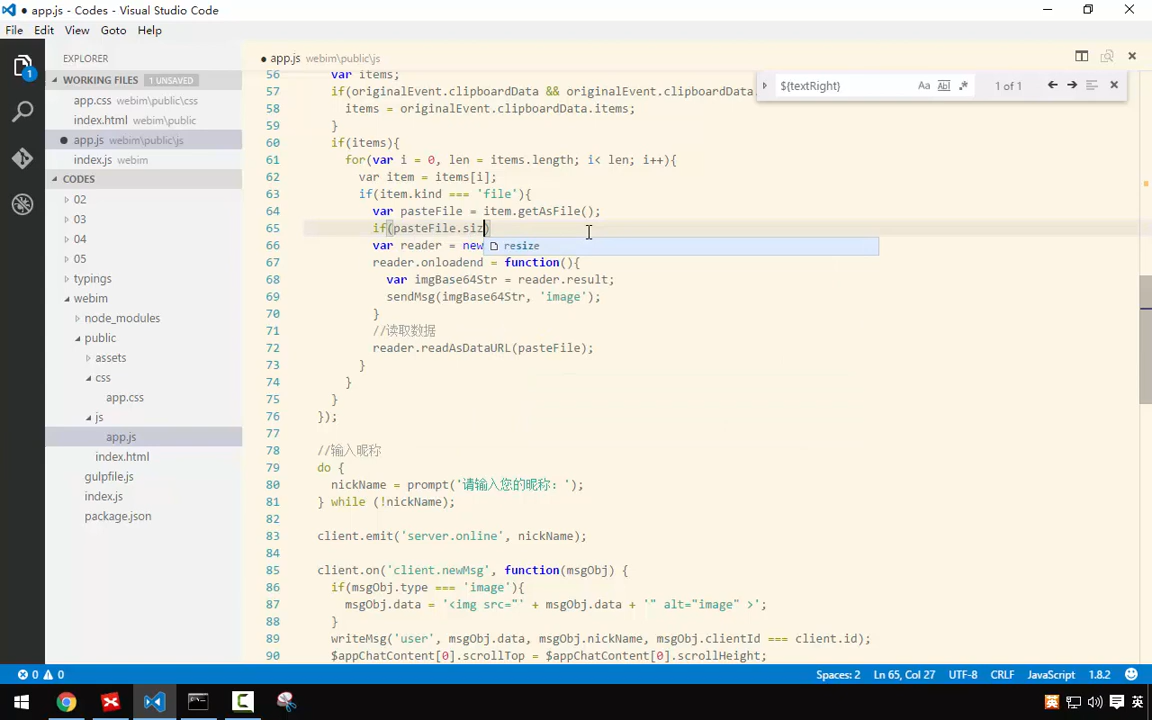 app.js - Codes - Visual Studio Code
File Edit View Goto Help
EXPLORER
WORKING FILES 1 UNSAVED
app.css webim\public\css
index.html webim\public
app.js webim\public\js
index.js webim
CODES
02
03
04
05
typings
webim
node_modules
public
assets
css
app.css
js
app.js
index.html
gulpfile.js
index.js
package.json
1
app.js webim\public\js
${textRight} Aa Abl .* 1 of 1
56 var items;
57 if(originalEvent.clipboardData && originalEvent.clipboardData.
58 items = originalEvent.clipboardData.items;
59 }
60 if(items){
61 for(var i = 0, len = items.length; i< len; i++){
62 var item = items[i];
63 if(item.kind === 'file'){
64 var pasteFile = item.getAsFile();
65 if(pasteFile.siz)
66 var reader = new
resize
67 reader.onloadend = function(){
68 var imgBase64Str = reader.result;
69 sendMsg(imgBase64Str, 'image');
70 }
71 //读取数据
72 reader.readAsDataURL(pasteFile);
73 }
74 }
75 }
76 });
77
78 //输入昵称
79 do {
80 nickName = prompt('请输入您的昵称：');
81 } while (!nickName);
82
83 client.emit('server.online', nickName);
84
85 client.on('client.newMsg', function(msgObj) {
86 if(msgObj.type === 'image'){
87 msgObj.data = '<img src="' + msgObj.data + '" alt="image" >';
88 }
89 writeMsg('user', msgObj.data, msgObj.nickName, msgObj.clientId === client.id);
90 $appChatContent[0].scrollTop = $appChatContent[0].scrollHeight;
0 0 Spaces: 2 Ln 65, Col 27 UTF-8 CRLF JavaScript 1.8.2
英